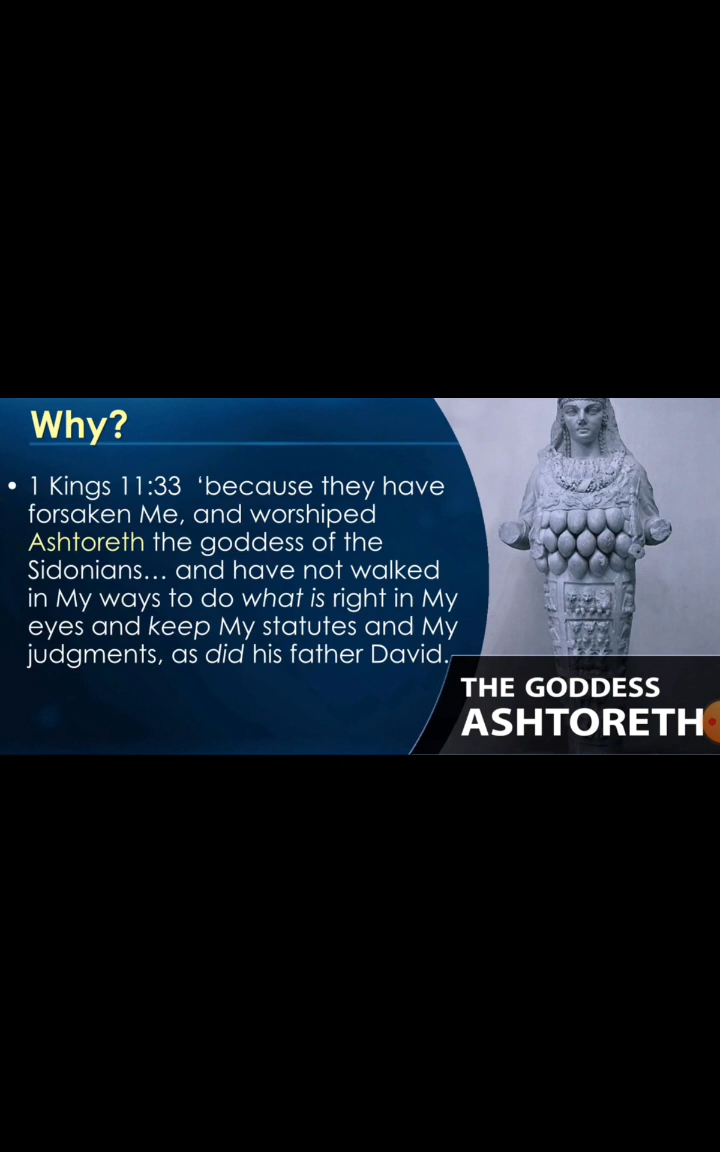 Why?
• 1 Kings 11:33 ‘because they have
forsaken Me, and worshiped
Ashtoreth the goddess of the
Sidonians... and have not walked
in My ways to do what is right in My
eyes and keep My statutes and My
judgments, as did his father David.
THE GODDESS
ASHTORETH